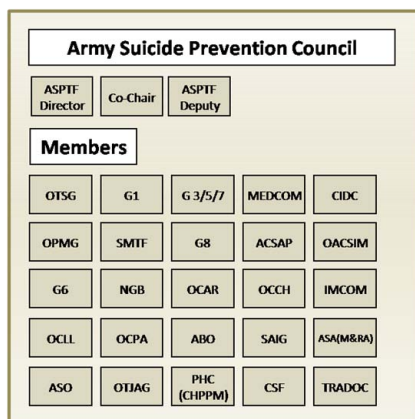 Army Suicide Prevention Council
ASPTF Director
Co-Chair
ASPTF Deputy
Members
OTSG
G1
G 3/5/7
MEDCOM
CIDC
OPMG
SMTF
G8
ACSAP
OACSIM
G6
NGB
OCAR
OCCH
IMCOM
OCLL
OCPA
ABO
SAIG
ASA(M&RA)
ASO
OTJAG
PHC
(CHPPM)
CSF
TRADOC